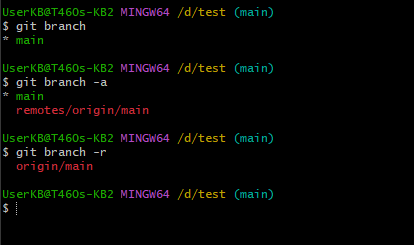 UserKB@T460s-KB2 MINGW64 /d/test (main)
$ git branch
* main
UserKB@T460s-KB2 MINGW64 /d/test (main)
$ git branch -a
* main
remotes/origin/main
UserKB@T460s-KB2 MINGW64 /d/test (main)
$ git branch -r
origin/main
UserKB@T460s-KB2 MINGW64 /d/test (main)
$